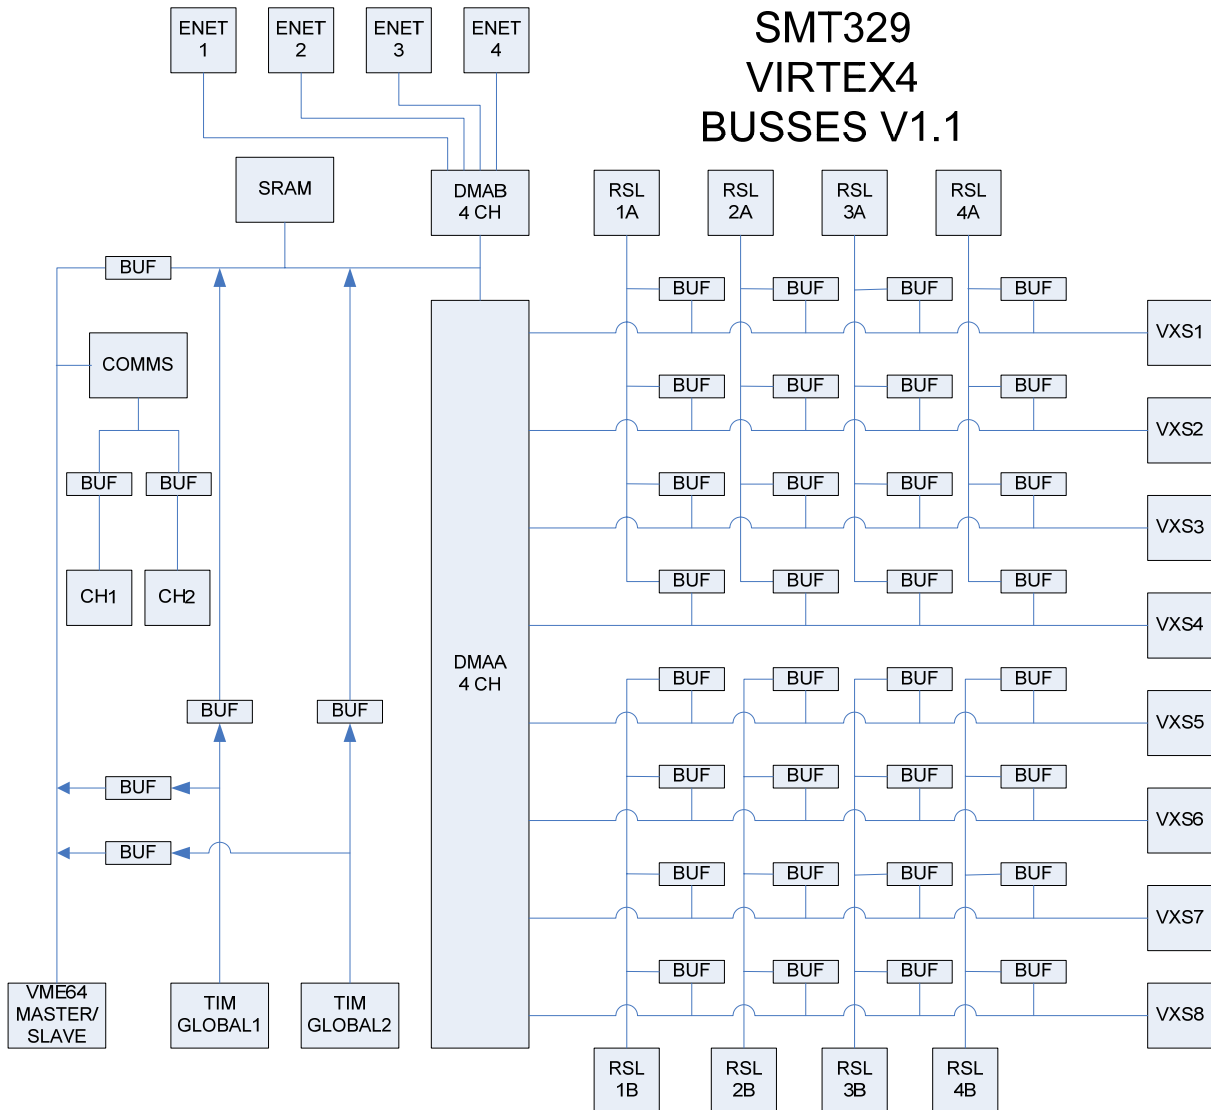 SMT329
VIRTEX4
BUSSES V1.1
ENET
1
ENET
2
ENET
3
ENET
4
SRAM
DMAB
4 CH
RSL
1A
RSL
2A
RSL
3A
RSL
4A
BUF
BUF
BUF
BUF
BUF
VXS1
COMMS
BUF
BUF
BUF
BUF
VXS2
BUF
BUF
BUF
BUF
BUF
BUF
VXS3
CH1
CH2
BUF
BUF
BUF
BUF
VXS4
DMAA
4 CH
BUF
BUF
BUF
BUF
BUF
BUF
VXS5
BUF
BUF
BUF
BUF
BUF
VXS6
BUF
BUF
BUF
BUF
BUF
VXS7
BUF
BUF
BUF
BUF
VXS8
VME64
MASTER/
SLAVE
TIM
GLOBAL1
TIM
GLOBAL2
RSL
1B
RSL
2B
RSL
3B
RSL
4B